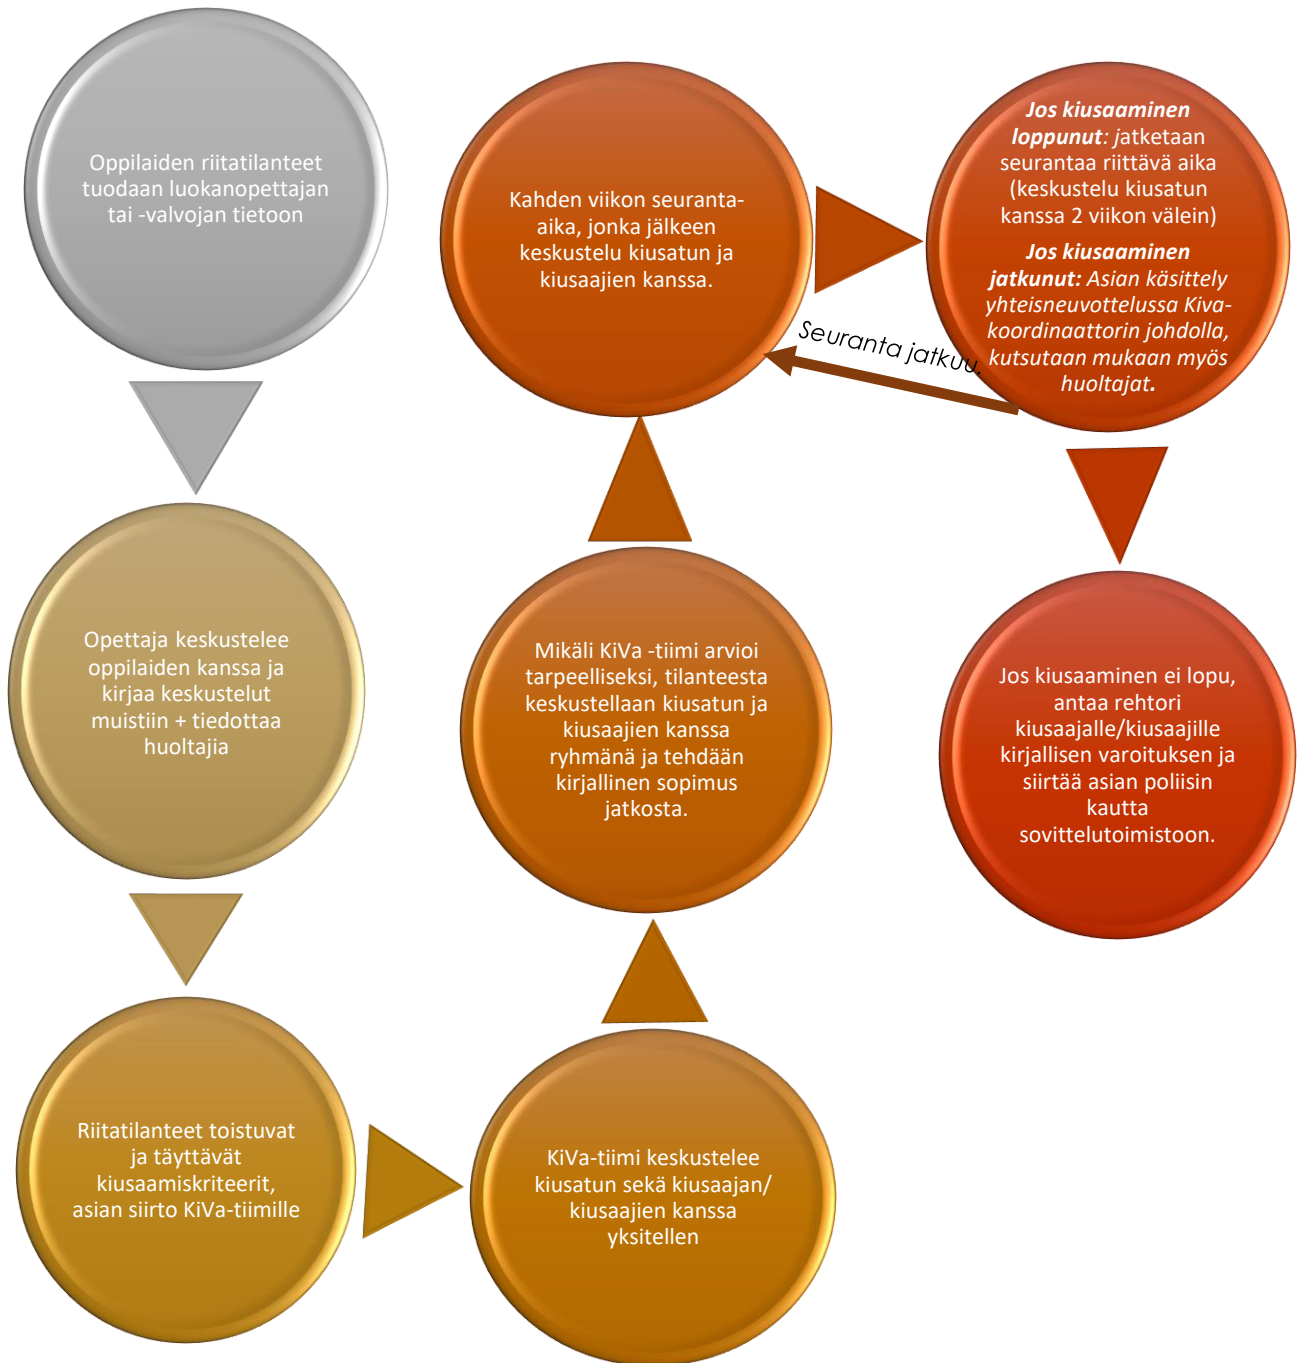 Oppilaiden riitatilanteet
tuodaan luokanopettajan
tai -valvojan tietoon
Opettaja keskustelee
oppilaiden kanssa ja
kirjaa keskustelut
muistiin + tiedottaa
huoltajia
Riitatilanteet toistuvat
ja täyttävät
kiusaamiskriteerit,
asian siirto KiVa-tiimille
KiVa-tiimi keskustelee
kiusatun sekä kiusaajan/
kiusaajien kanssa
yksitellen
Mikäli KiVa -tiimi arvioi
tarpeelliseksi, tilanteesta
keskustellaan kiusatun ja
kiusaajien kanssa
ryhmänä ja tehdään
kirjallinen sopimus
jatkosta.
Kahden viikon seuranta-
aika, jonka jälkeen
keskustelu kiusatun ja
kiusaajien kanssa.
Jos kiusaaminen
loppunut: jatketaan
seurantaa riittävä aika
(keskustelu kiusatun
kanssa 2 viikon välein)
Jos kiusaaminen
jatkunut: Asian käsittely
yhteisneuvottelussa Kiva-
koordinaattorin johdolla,
kutsutaan mukaan myös
huoltajat.
Seuranta jatkuu.
Jos kiusaaminen ei lopu,
antaa rehtori
kiusaajalle/kiusaajille
kirjallisen varoituksen ja
siirtää asian poliisin
kautta
sovittelutoimistoon.